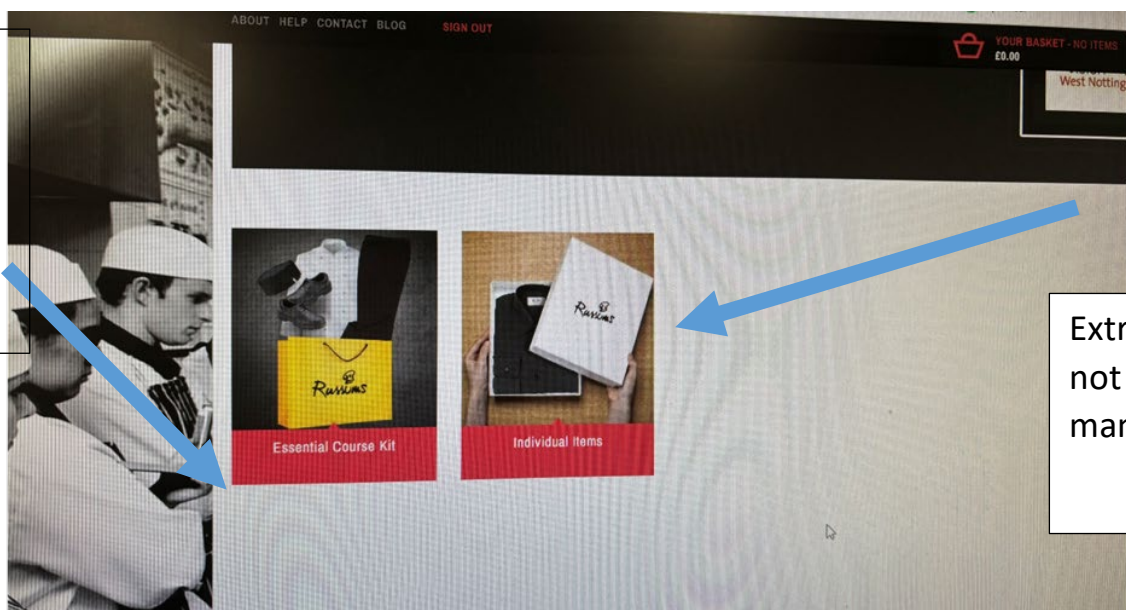 ABOUT HELP CONTACT BLOG SIGN OUT
YOUR BASKET - NO ITEMS
£0.00
West Notting
Russums
Russums
Essential Course Kit
Individual Items
Extr
not
mar